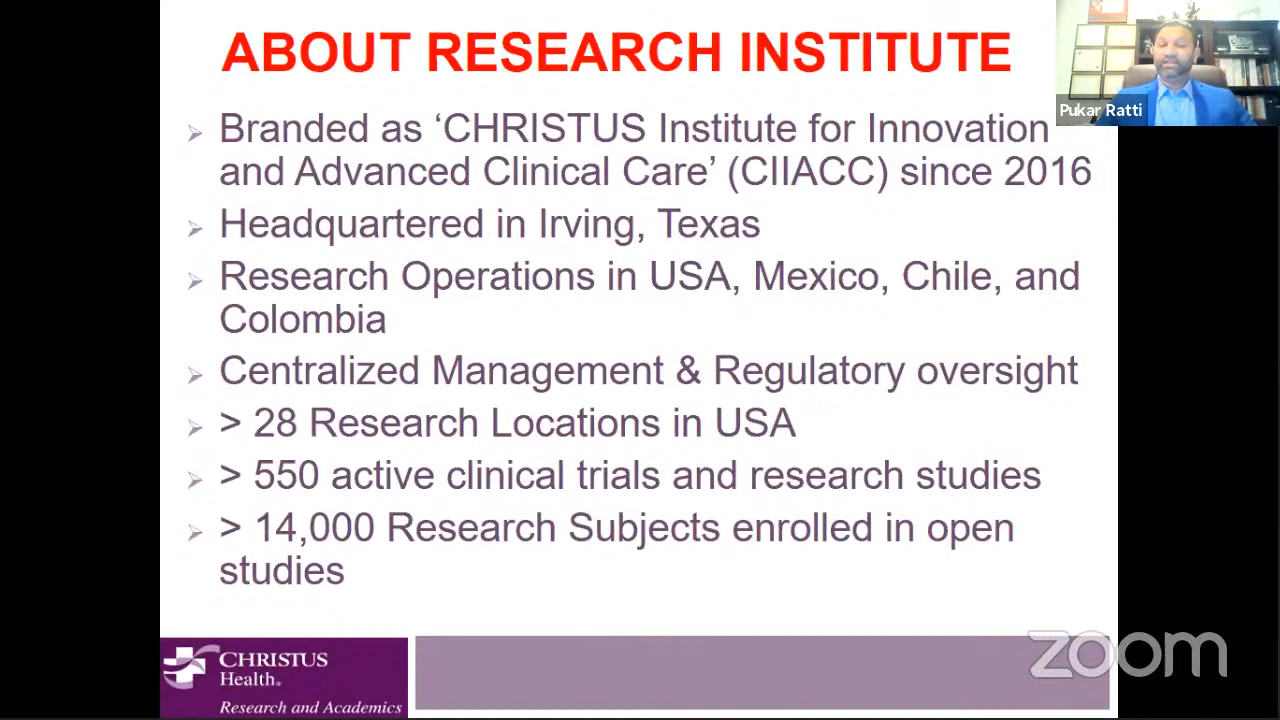 ABOUT RESEARCH INSTITUTE
Pukar Ratti
➢ Branded as ‘CHRISTUS Institute for Innovation
and Advanced Clinical Care’ (CIIACC) since 2016
➢ Headquartered in Irving, Texas
➢ Research Operations in USA, Mexico, Chile, and
Colombia
➢ Centralized Management & Regulatory oversight
➢ > 28 Research Locations in USA
➢ > 550 active clinical trials and research studies
➢ > 14,000 Research Subjects enrolled in open
studies
CHRISTUS
Health.
Research and Academics
zoom